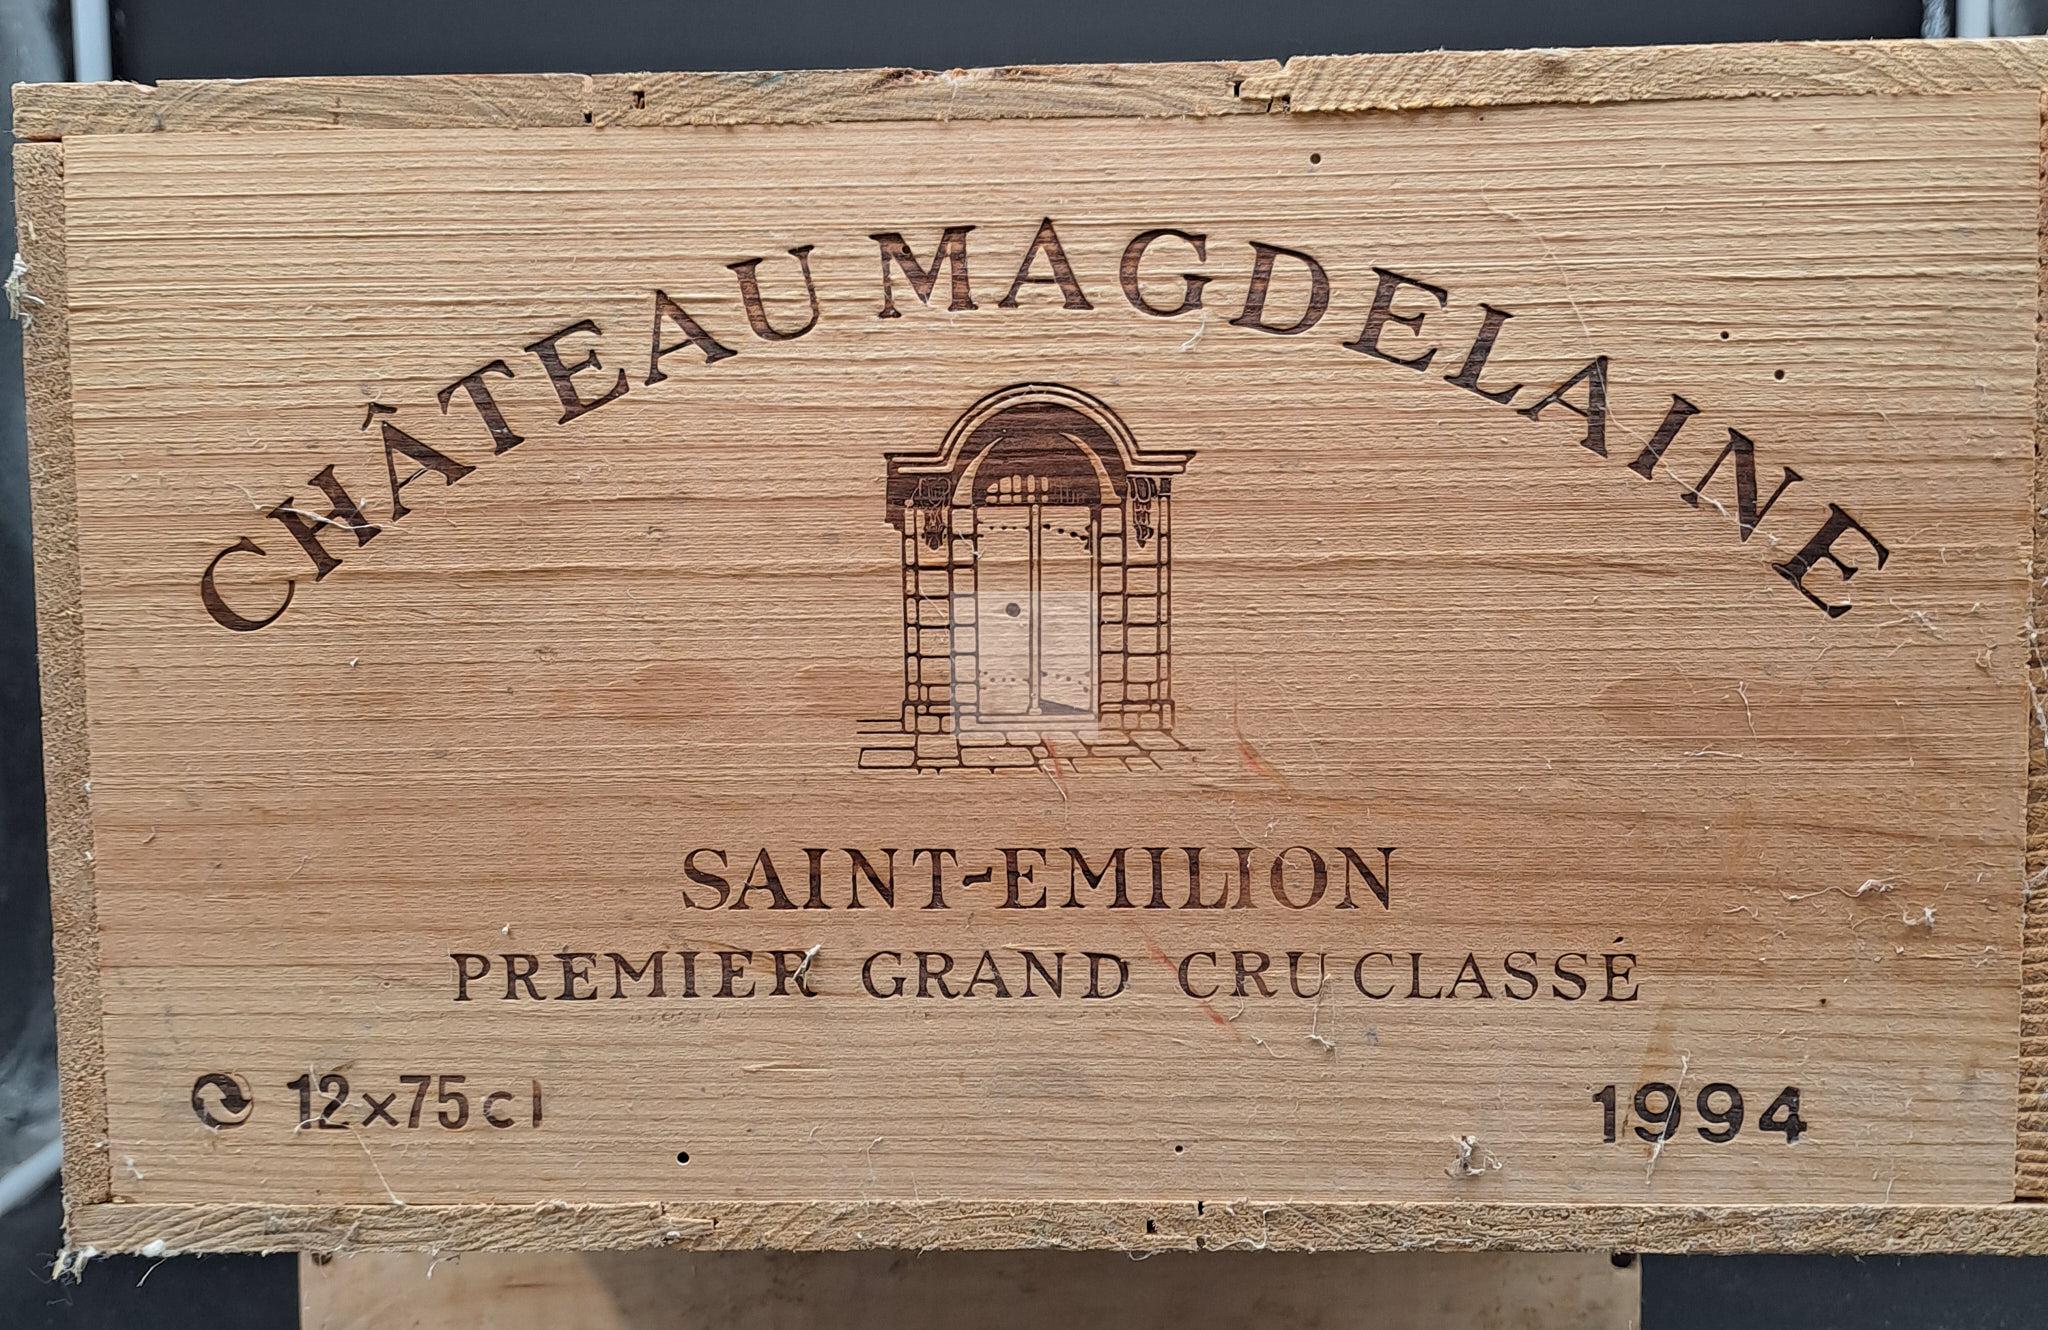 CHÂTEAU MAGDELAINE
SAINT-EMILION
PREMIER GRAND CRU CLASSÉ
12x75cl
1994